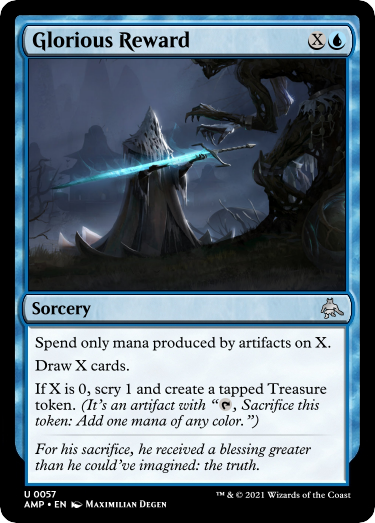 Glorious Reward X
Sorcery
Spend only mana produced by artifacts on X.
Draw X cards.
If X is 0, scry 1 and create a tapped Treasure
token. (It's an artifact with “, Sacrifice this
token: Add one mana of any color.”)
For his sacrifice, he received a blessing greater
than he could've imagined: the truth.
U 0057
AMP • EN Maximilian Degen
™ & © 2021 Wizards of the Coast